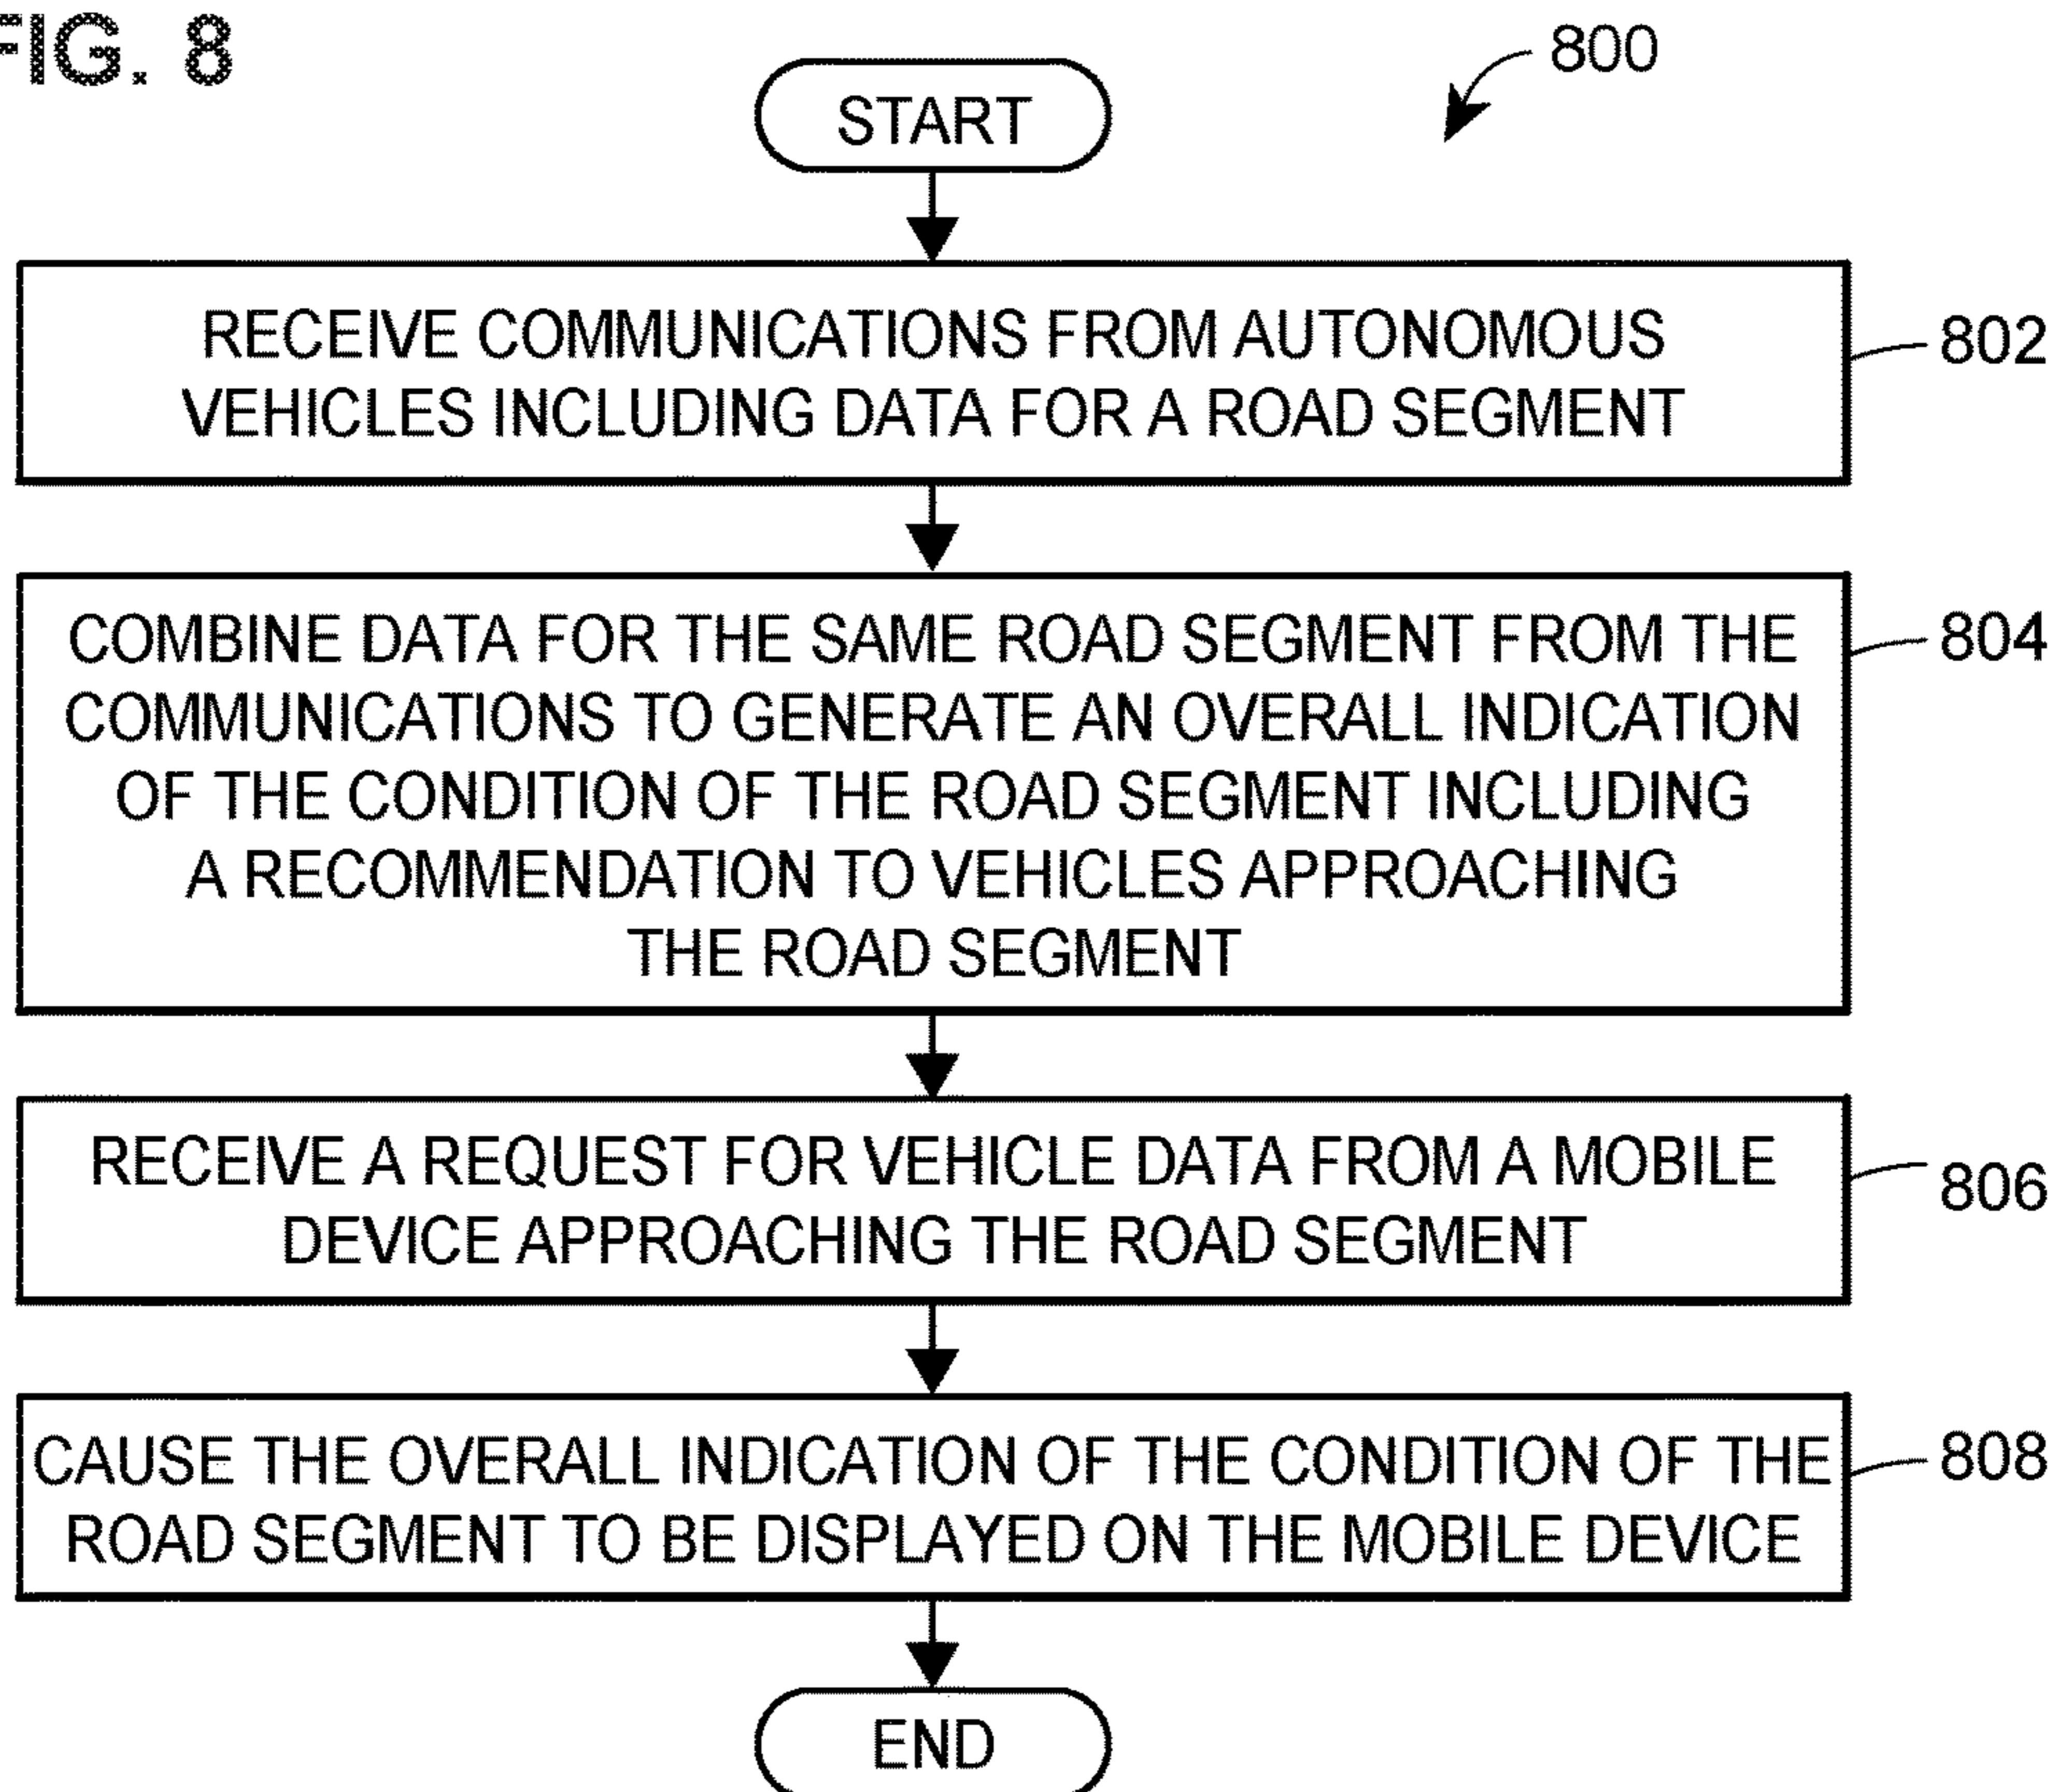 FIG. 8
800
START
RECEIVE COMMUNICATIONS FROM AUTONOMOUS
VEHICLES INCLUDING DATA FOR A ROAD SEGMENT
802
COMBINE DATA FOR THE SAME ROAD SEGMENT FROM THE
COMMUNICATIONS TO GENERATE AN OVERALL INDICATION
OF THE CONDITION OF THE ROAD SEGMENT INCLUDING
A RECOMMENDATION TO VEHICLES APPROACHING
THE ROAD SEGMENT
804
RECEIVE A REQUEST FOR VEHICLE DATA FROM A MOBILE
DEVICE APPROACHING THE ROAD SEGMENT
806
CAUSE THE OVERALL INDICATION OF THE CONDITION OF THE
ROAD SEGMENT TO BE DISPLAYED ON THE MOBILE DEVICE
808
END